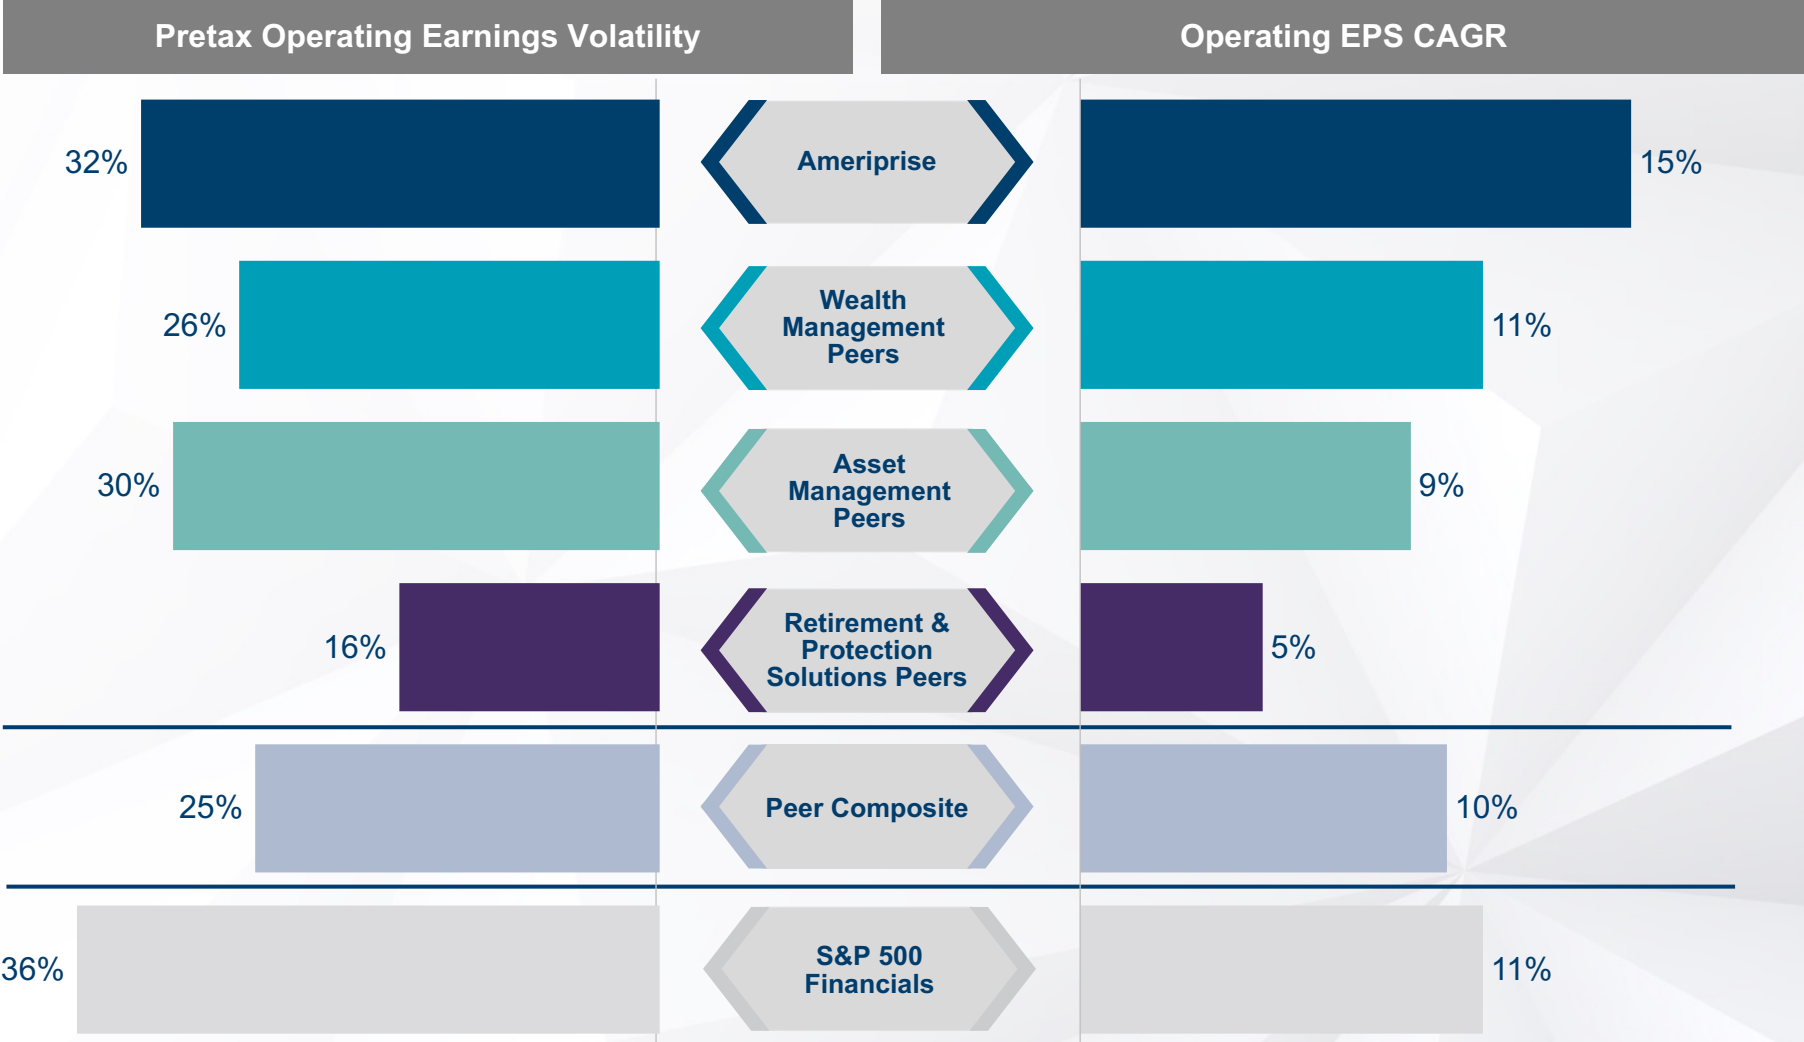 Pretax Operating Earnings Volatility
Operating EPS CAGR
32%
Ameriprise
15%
26%
Wealth
Management
Peers
11%
30%
Asset
Management
Peers
9%
16%
Retirement &
Protection
Solutions Peers
5%
25%
Peer Composite
10%
36%
S&P 500
Financials
11%